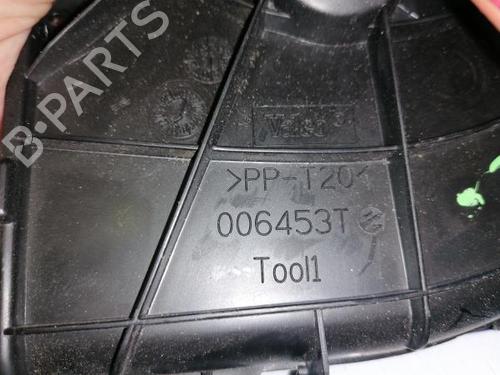 B-PARTS
Valeo
>PP-T20<
006453T
Tool1